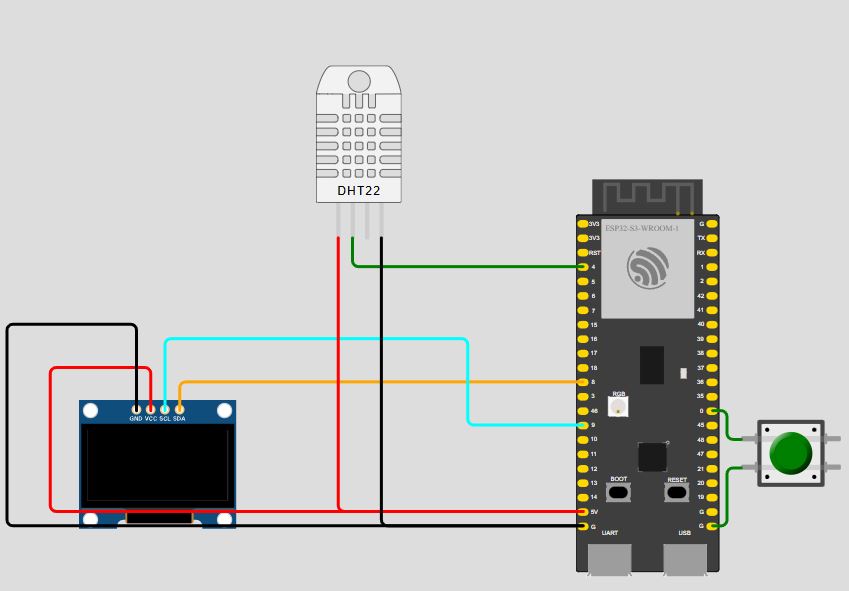 DHT22
ESP32-S3-WROOM-1
3V3 G
3V3 TX
RST RX
4 1
5 2
6 42
7 41
15 40
16 39
17 38
18 37
8 36
3 35
46 0
9 45
10 48
11 47
12 21
13 20
14 19
5V G
G G
RGB
BOOT RESET
UART USB
GND VCC SCL SDA